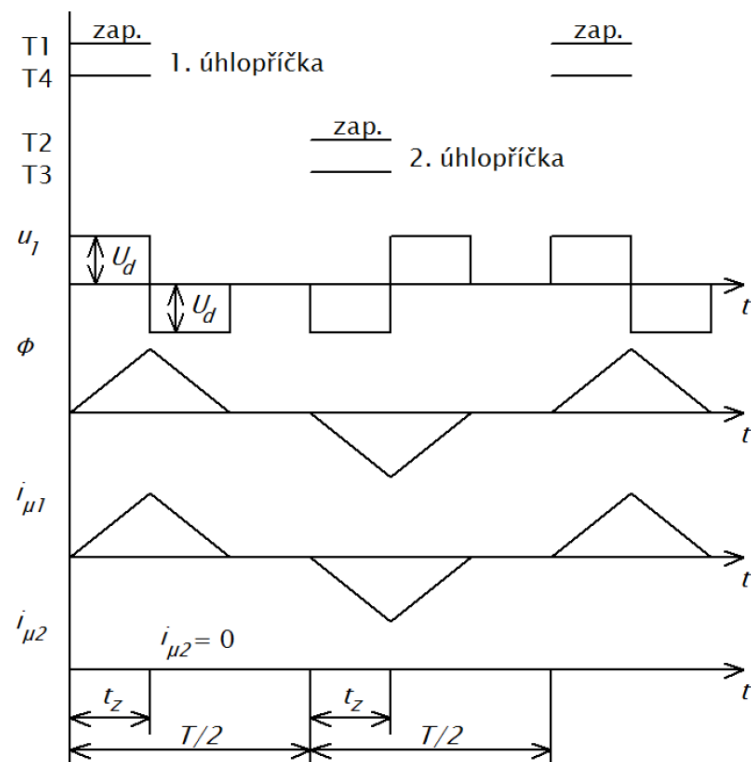 zap. zap.
T1
T4 1. úhlopříčka
zap.
T2
T3 2. úhlopříčka
u1
Ud
t
Ud
ϕ
t
iμ1
t
iμ2
iμ2 = 0
t
tz tz
T/2 T/2